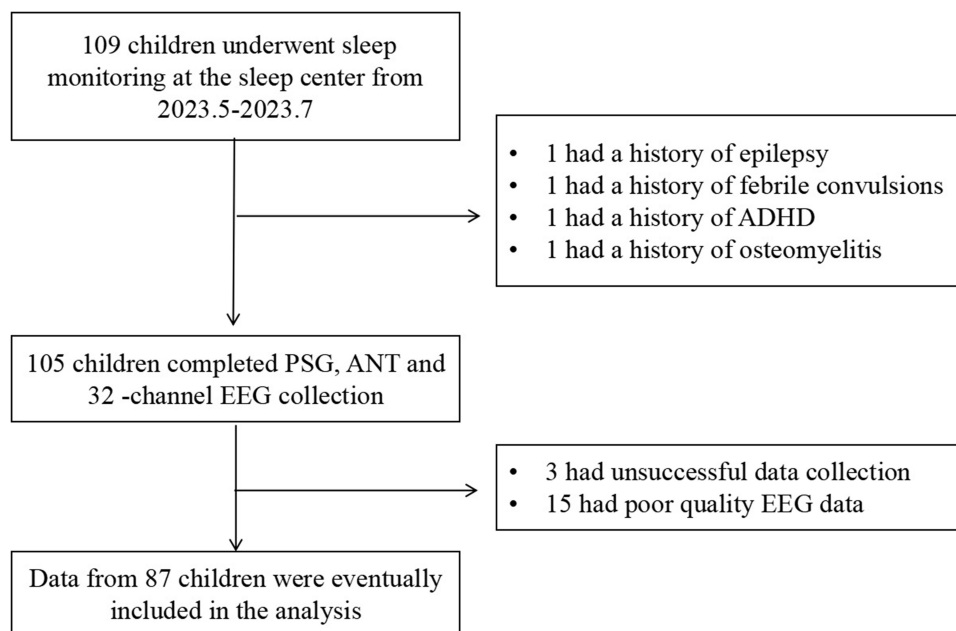 109 children underwent sleep
monitoring at the sleep center from
2023.5-2023.7
• 1 had a history of epilepsy
• 1 had a history of febrile convulsions
• 1 had a history of ADHD
• 1 had a history of osteomyelitis
105 children completed PSG, ANT and
32 -channel EEG collection
• 3 had unsuccessful data collection
• 15 had poor quality EEG data
Data from 87 children were eventually
included in the analysis